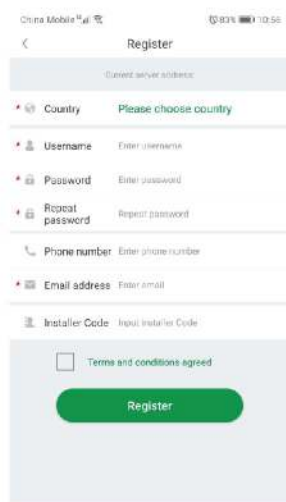 China Mobile 83% 10:56
Register
Current server address:
* Country Please choose country
* Username Enter username
* Password Enter password
* Repeat password Repeat password
Phone number Enter phone number
* Email address Enter email
Installer Code Input Installer Code
Terms and conditions agreed
Register